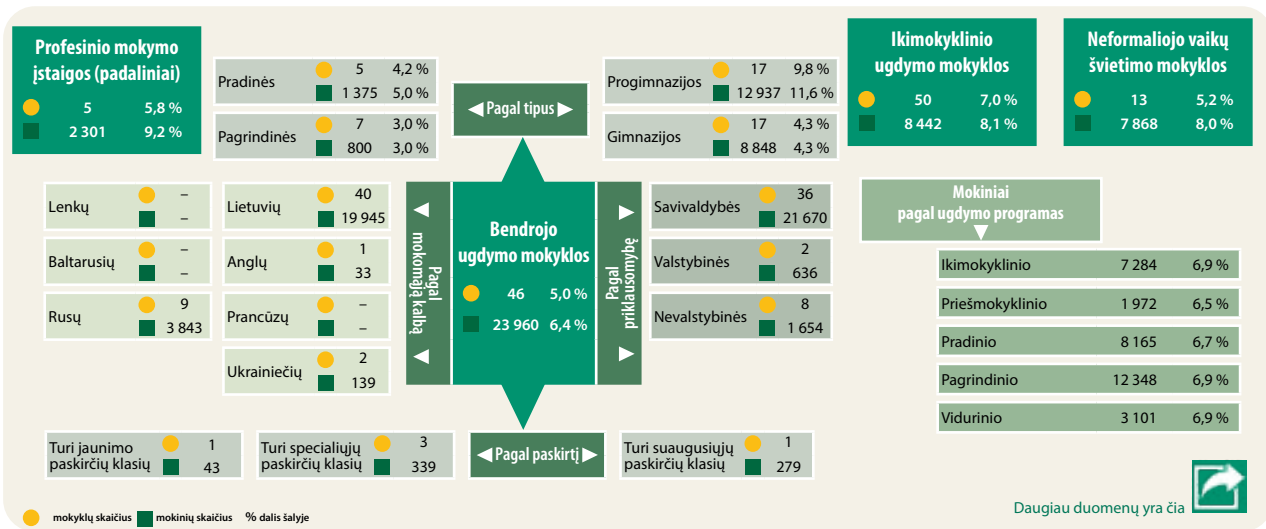 Profesinio mokymo
įstaigos (padaliniai)
5 5,8 %
2 301 9,2 %
Pradinės
5 4,2 %
1 375 5,0 %
Pagrindinės
7 3,0 %
800 3,0 %
◀ Pagal tipus ▶
Progimnazijos
17 9,8 %
12 937 11,6 %
Gimnazijos
17 4,3 %
8 848 4,3 %
Ikimokyklinio
ugdymo mokyklos
50 7,0 %
8 442 8,1 %
Neformaliojo vaikų
švietimo mokyklos
13 5,2 %
7 868 8,0 %
Lenkų
–
–
Baltarusių
–
–
Rusų
9
3 843
Lietuvių
40
19 945
Anglų
1
33
Prancūzų
–
–
Ukrainiečių
2
139
Pagal
mokomąją kalbą
Bendrojo
ugdymo mokyklos
46 5,0 %
23 960 6,4 %
Pagal
priklausomybę
Savivaldybės
36
21 670
Valstybinės
2
636
Nevalstybinės
8
1 654
Mokiniai
pagal ugdymo programas
Ikimokyklinio 7 284 6,9 %
Priešmokyklinio 1 972 6,5 %
Pradinio 8 165 6,7 %
Pagrindinio 12 348 6,9 %
Vidurinio 3 101 6,9 %
Turi jaunimo
paskirčių klasių
1
43
Turi specialiųjų
paskirčių klasių
3
339
◀ Pagal paskirtį ▶
Turi suaugusiųjų
paskirčių klasių
1
279
Daugiau duomenų yra čia
mokyklų skaičius mokinių skaičius % dalis šalyje